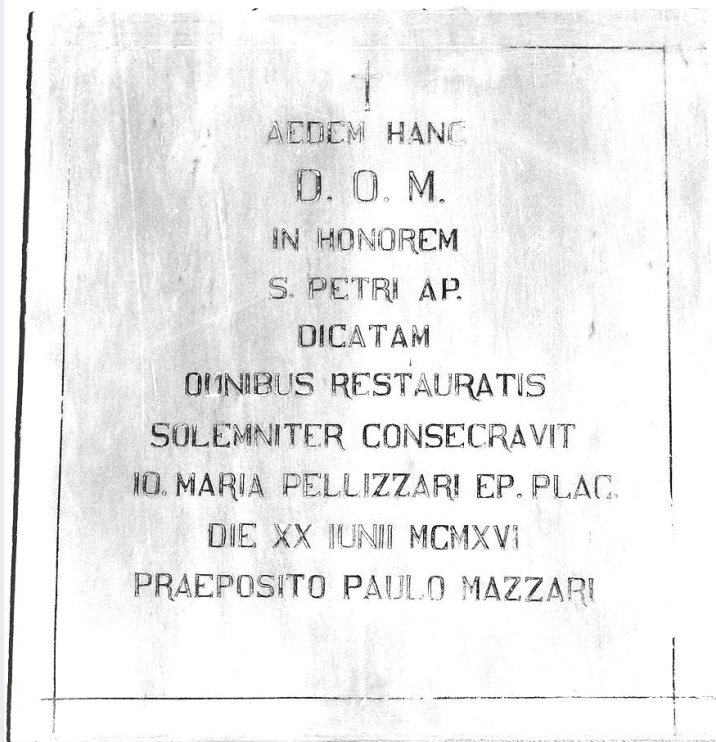 AEDEM HANC
D. O. M.
IN HONOREM
S. PETRI AP.
DICATAM
OMNIBUS RESTAURATIS
SOLEMNITER CONSECRAVIT
IO. MARIA PELLIZZARI EP. PLAC.
DIE XX IUNII MCMXVI
PRAEPOSITO PAULO MAZZARI